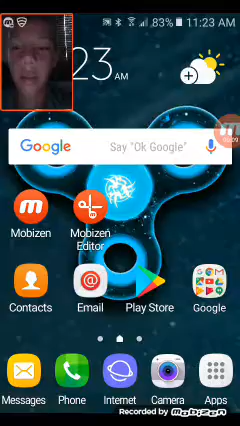 83% 11:23 AM
23 AM
Google Say "Ok Google"
Mobizen Mobizen
Editor
Contacts Email Play Store Google
Messages Phone Internet Camera Apps
Recorded by mobizen